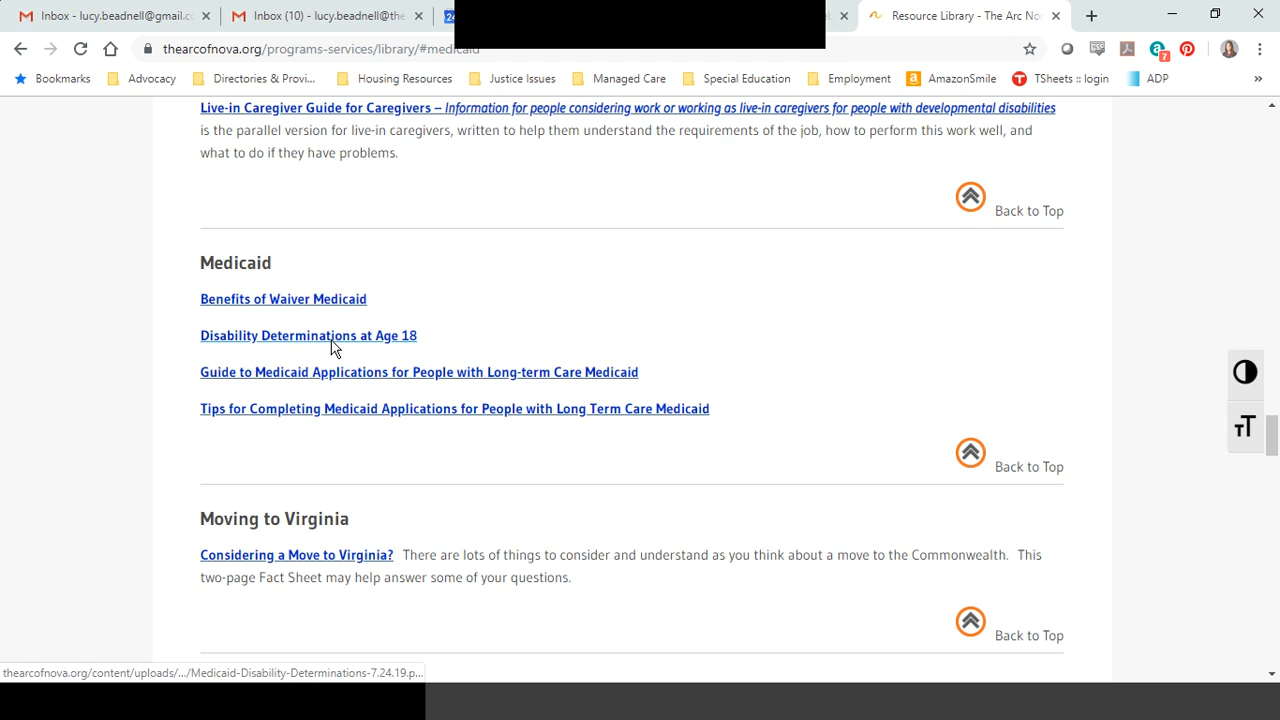 Inbox - lucy.beadnell@gmail.c
Inbox (10) - lucy.beadnell@the
Resource Library - The Arc Nor
thearcofnova.org/programs-services/library/#medicaid
Bookmarks Advocacy Directories & Provi... Housing Resources Justice Issues Managed Care Special Education Employment AmazonSmile TSheets :: login ADP »
Live-in Caregiver Guide for Caregivers – Information for people considering work or working as live-in caregivers for people with developmental disabilities
is the parallel version for live-in caregivers, written to help them understand the requirements of the job, how to perform this work well, and
what to do if they have problems.
Back to Top
Medicaid
Benefits of Waiver Medicaid
Disability Determinations at Age 18
Guide to Medicaid Applications for People with Long-term Care Medicaid
Tips for Completing Medicaid Applications for People with Long Term Care Medicaid
Back to Top
Moving to Virginia
Considering a Move to Virginia? There are lots of things to consider and understand as you think about a move to the Commonwealth. This
two-page Fact Sheet may help answer some of your questions.
Back to Top
thearcofnova.org/content/uploads/.../Medicaid-Disability-Determinations-7.24.19.p...